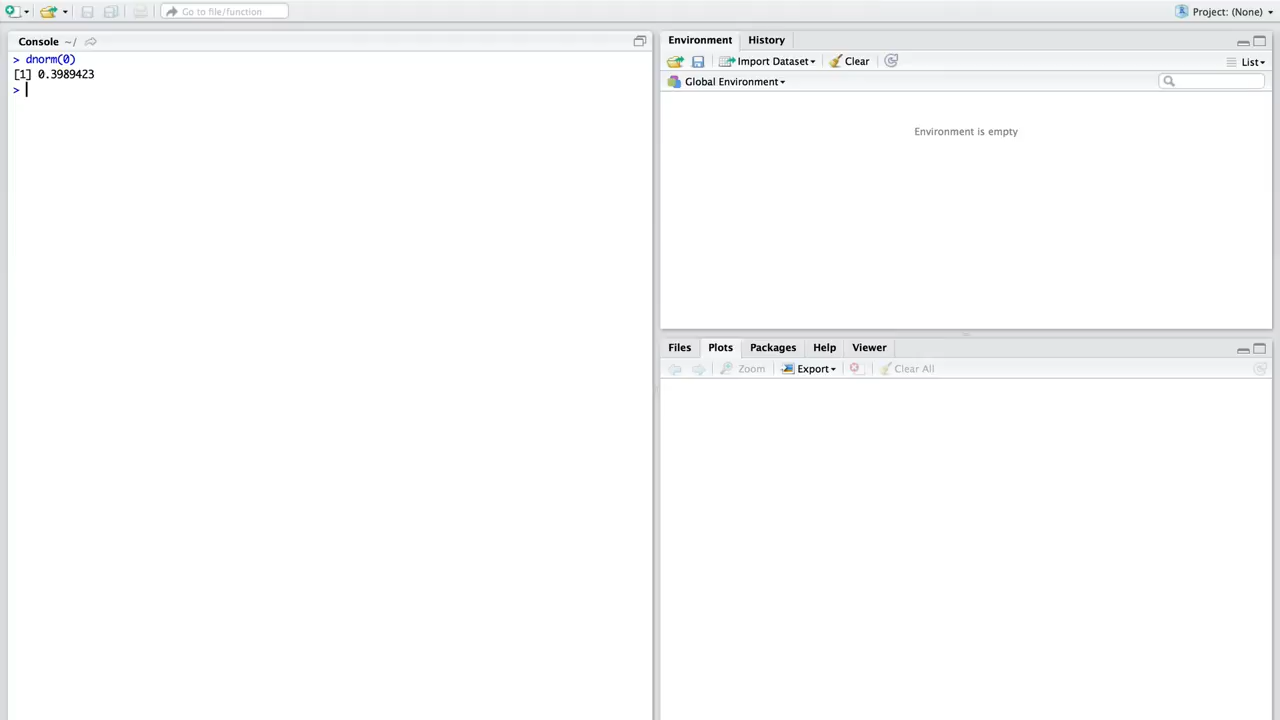 Go to file/function
Project: (None)
Console ~/
> dnorm(0)
[1] 0.3989423
>
Environment History
Import Dataset Clear List
Global Environment
Environment is empty
Files Plots Packages Help Viewer
Zoom Export Clear All